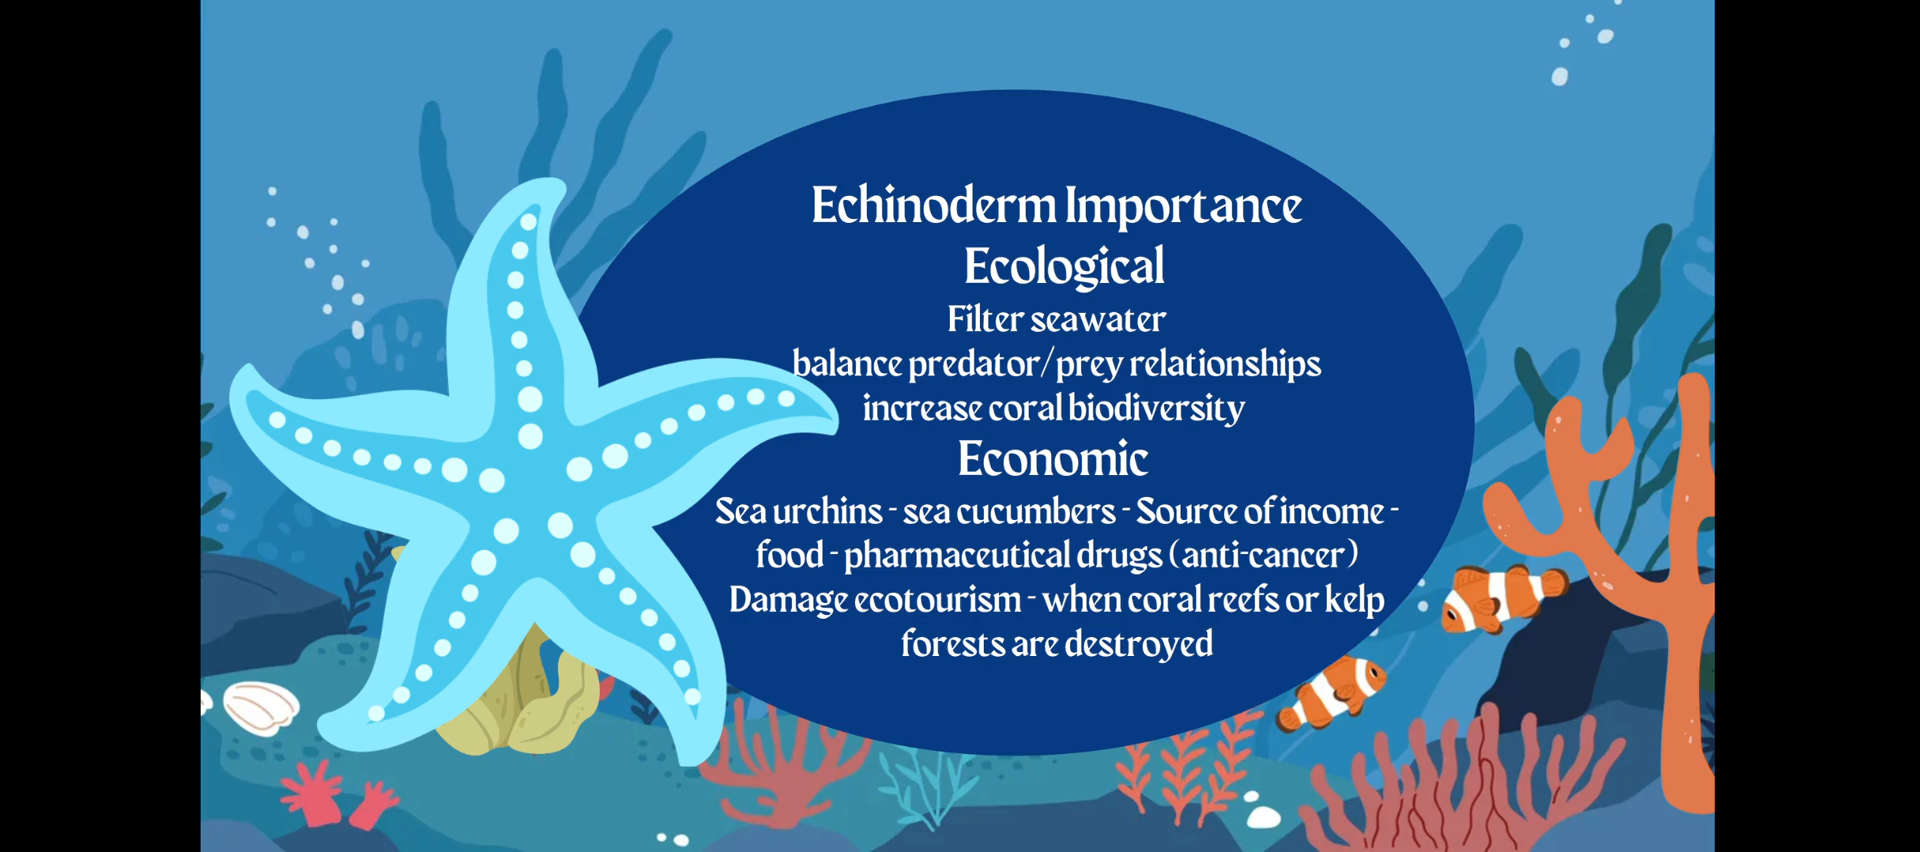 Echinoderm Importance
Ecological
Filter seawater
balance predator/prey relationships
increase coral biodiversity
Economic
Sea urchins - sea cucumbers - Source of income -
food - pharmaceutical drugs (anti-cancer)
Damage ecotourism - when coral reefs or kelp
forests are destroyed